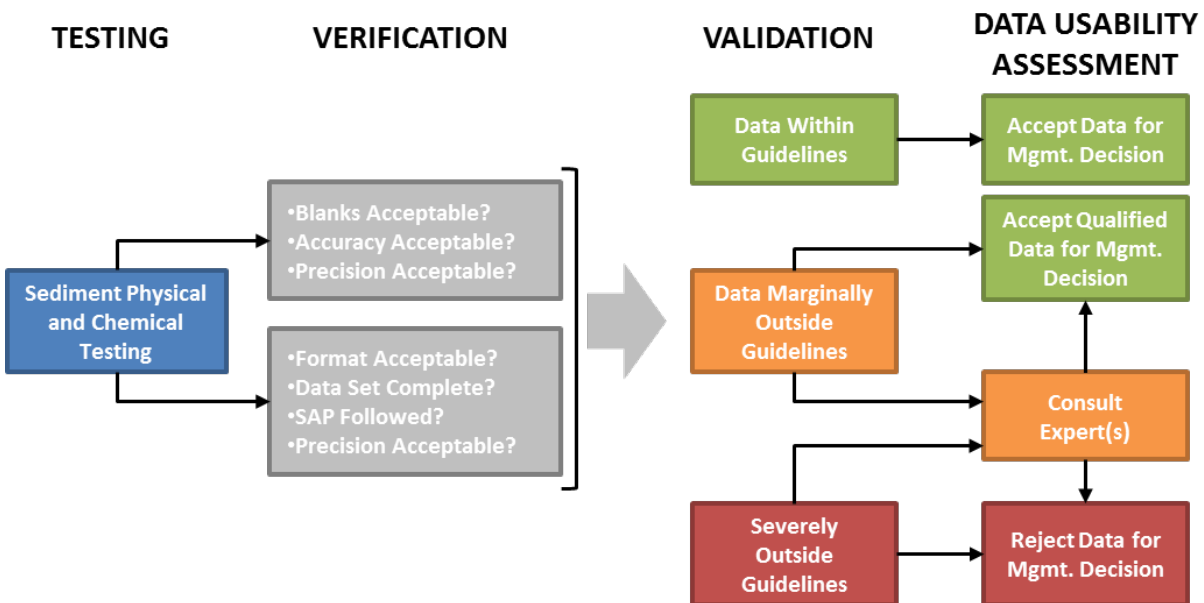 TESTING
VERIFICATION
VALIDATION
DATA USABILITY
ASSESSMENT
Sediment Physical
and Chemical
Testing
•Blanks Acceptable?
•Accuracy Acceptable?
•Precision Acceptable?
•Format Acceptable?
•Data Set Complete?
•SAP Followed?
•Precision Acceptable?
Data Within
Guidelines
Accept Data for
Mgmt. Decision
Data Marginally
Outside
Guidelines
Accept Qualified
Data for Mgmt.
Decision
Consult
Expert(s)
Severely
Outside
Guidelines
Reject Data for
Mgmt. Decision